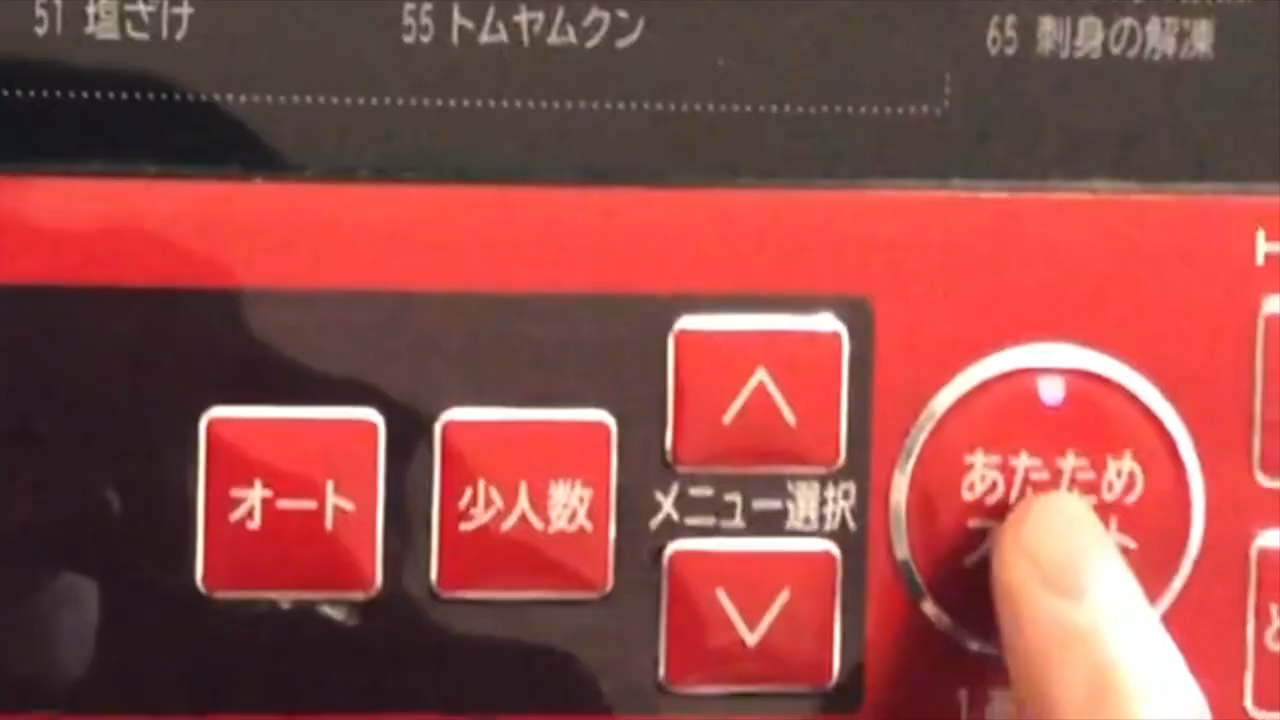 51 塩ざけ
55 トムヤムクン
65 刺身の解凍
オート
少人数
メニュー選択
あたため